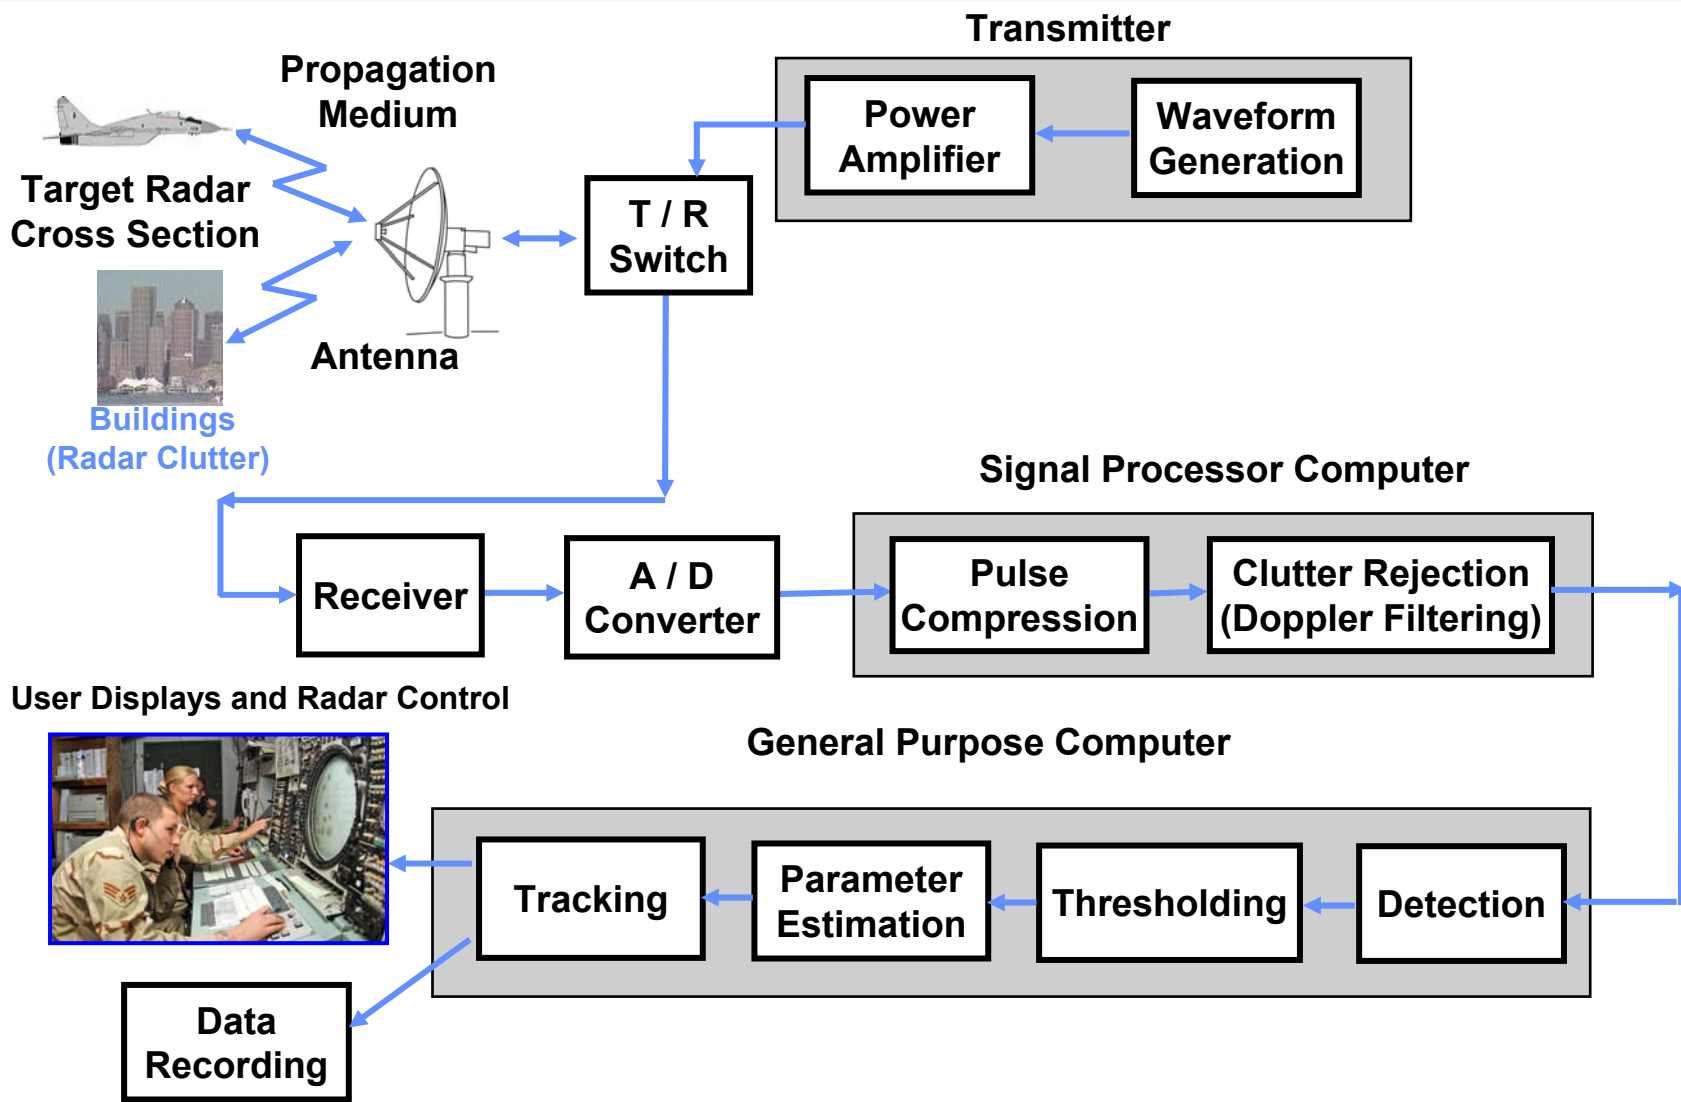 Transmitter
Propagation
Medium
Power
Amplifier
Waveform
Generation
Target Radar
Cross Section
T / R
Switch
Antenna
Buildings
(Radar Clutter)
Signal Processor Computer
Receiver
A / D
Converter
Pulse
Compression
Clutter Rejection
(Doppler Filtering)
User Displays and Radar Control
General Purpose Computer
Tracking
Parameter
Estimation
Thresholding
Detection
Data
Recording